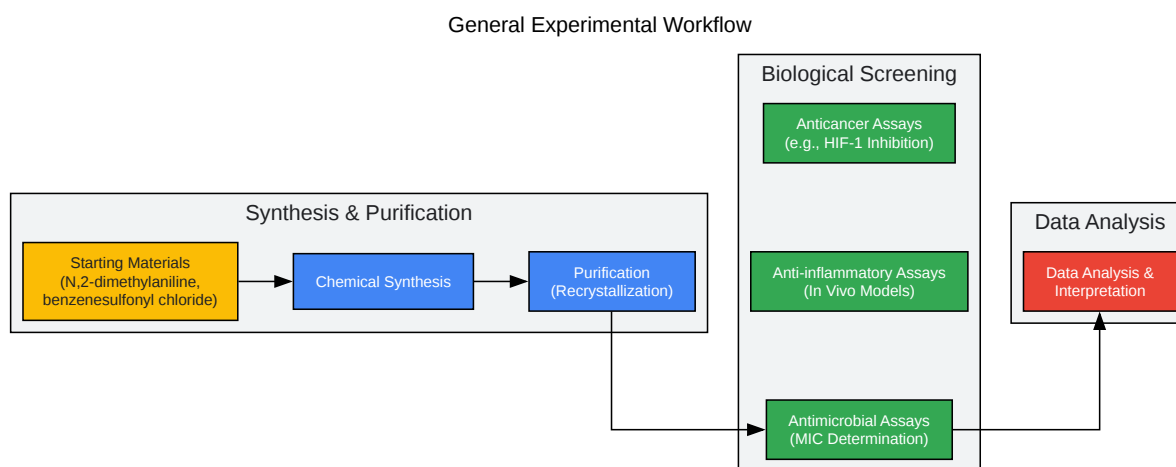 General Experimental Workflow
Synthesis & Purification
Starting Materials
(N,2-dimethylaniline,
benzenesulfonyl chloride)
Chemical Synthesis
Purification
(Recrystallization)
Biological Screening
Anticancer Assays
(e.g., HIF-1 Inhibition)
Anti-inflammatory Assays
(In Vivo Models)
Antimicrobial Assays
(MIC Determination)
Data Analysis
Data Analysis &
Interpretation